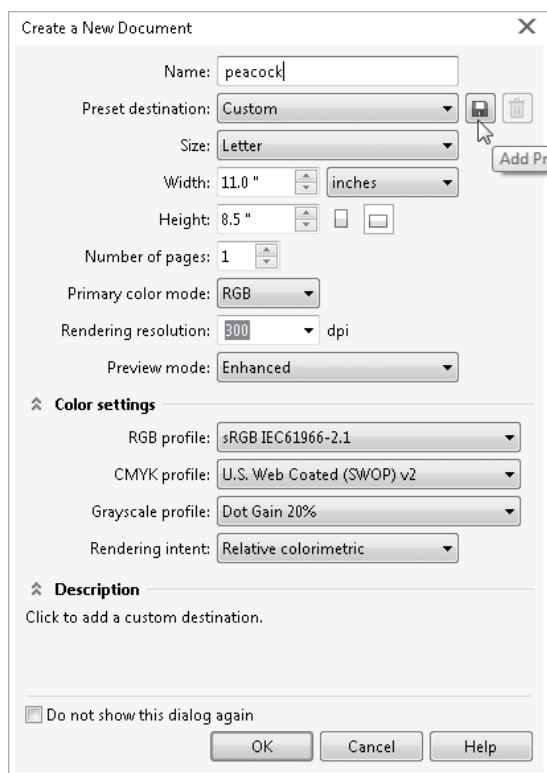 Create a New Document
Name: peacock
Preset destination: Custom
Add Pr
Size: Letter
Width: 11.0 " inches
Height: 8.5 "
Number of pages: 1
Primary color mode: RGB
Rendering resolution: 300 dpi
Preview mode: Enhanced
Color settings
RGB profile: sRGB IEC61966-2.1
CMYK profile: U.S. Web Coated (SWOP) v2
Grayscale profile: Dot Gain 20%
Rendering intent: Relative colorimetric
Description
Click to add a custom destination.
Do not show this dialog again
OK Cancel Help